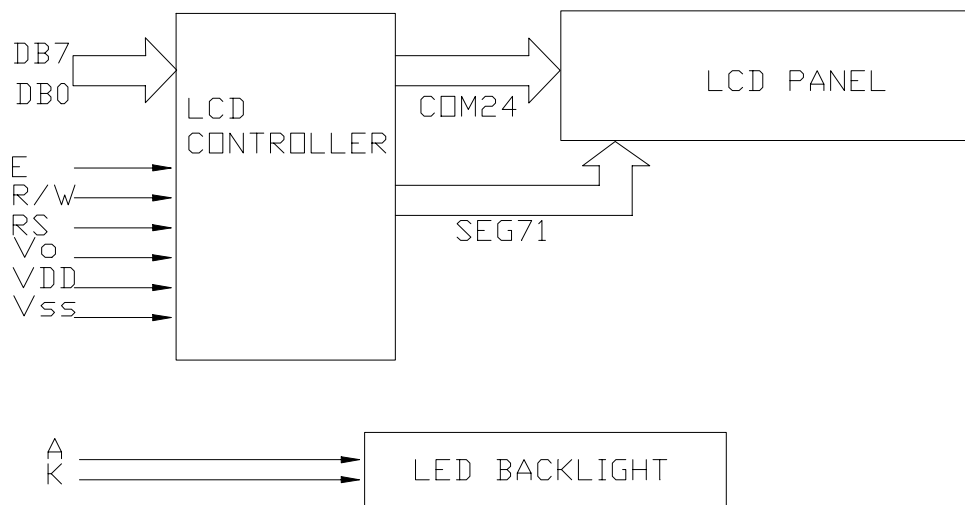 DB7
DB0
LCD
CONTROLLER
COM24
LCD PANEL
E
R/W
RS
Vo
VDD
Vss
SEG71
A
K
LED BACKLIGHT